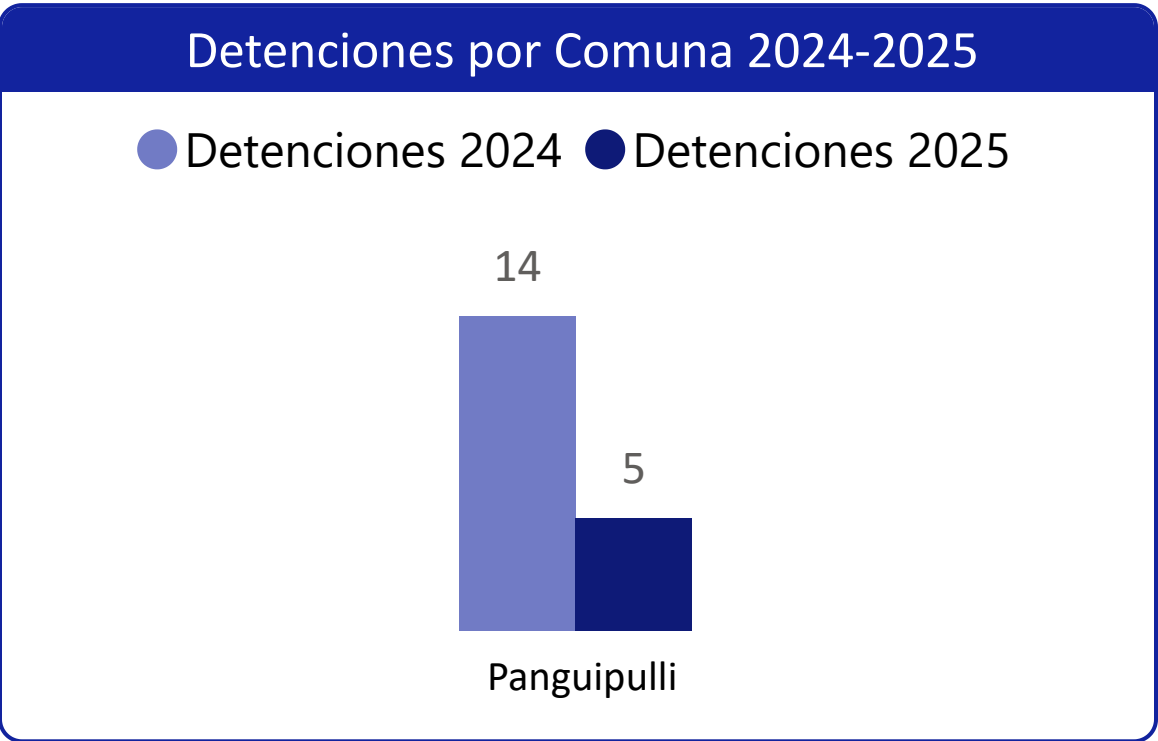 Detenciones por Comuna 2024-2025
Detenciones 2024 Detenciones 2025
14
5
Panguipulli